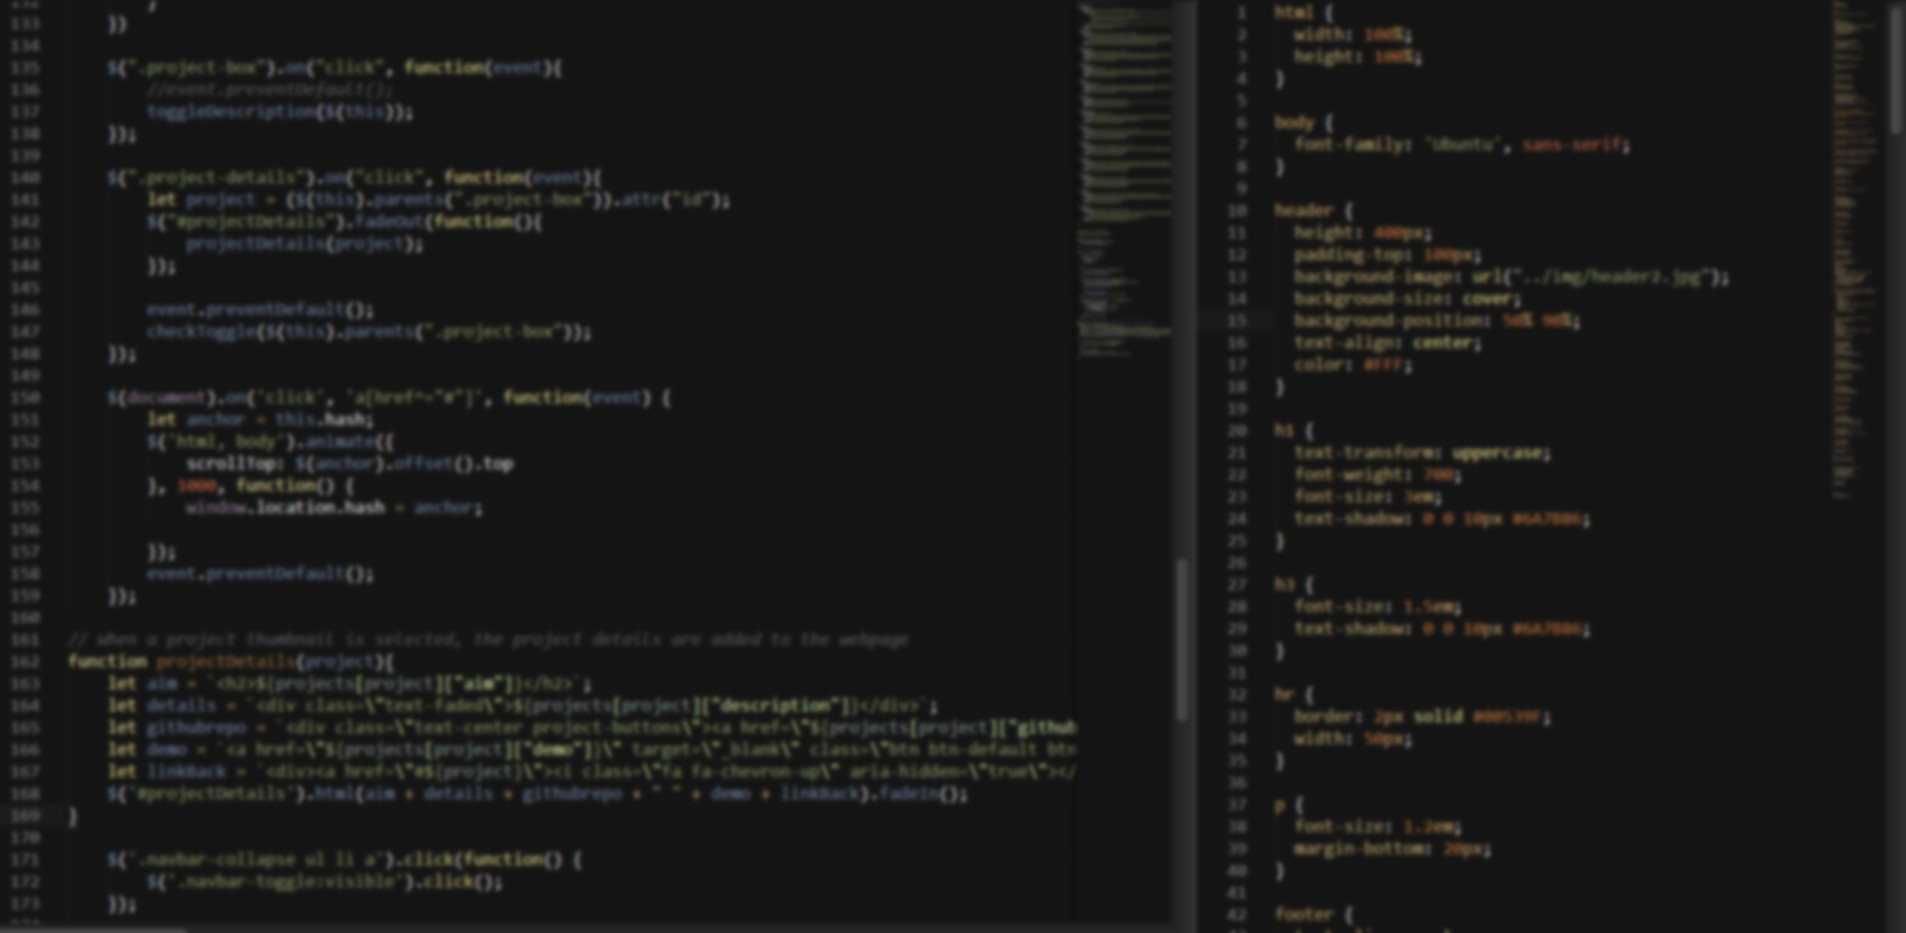 133 })
134
135 $(".project-box").on("click", function(event){
136 //event.preventDefault();
137 toggleDescription($(this));
138 });
139
140 $(".project-details").on("click", function(event){
141 let project = ($(this).parents(".project-box")).attr("id");
142 $("#projectDetails").fadeOut(function(){
143 projectDetails(project);
144 });
145
146 event.preventDefault();
147 checkToggle($(this).parents(".project-box"));
148 });
149
150 $(document).on('click', 'a[href^="#"]', function(event) {
151 let anchor = this.hash;
152 $('html, body').animate({
153 scrollTop: $(anchor).offset().top
154 }, 1000, function() {
155 window.location.hash = anchor;
156
157 });
158 event.preventDefault();
159 });
160
161 // When a project thumbnail is selected, the project details are added to the webpage
162 function projectDetails(project){
163 let aim = `<h2>${projects[project]["aim"]}</h2>`;
164 let details = `<div class=\"text-faded\">${projects[project]["description"]}</div>`;
165 let githubrepo = `<div class=\"text-center project-buttons\"><a href=\"${projects[project]["github
166 let demo = `<a href=\"${projects[project]["demo"]}\" target=\"_blank\" class=\"btn btn-default btn
167 let linkBack = `<div><a href=\"#${project}\"><i class=\"fa fa-chevron-up\" aria-hidden=\"true\"></
168 $('#projectDetails').html(aim + details + githubrepo + " " + demo + linkBack).fadeIn();
169 }
170
171 $('.navbar-collapse ul li a').click(function() {
172 $('.navbar-toggle:visible').click();
173 });
1 html {
2 width: 100%;
3 height: 100%;
4 }
5
6 body {
7 font-family: 'Ubuntu', sans-serif;
8 }
9
10 header {
11 height: 400px;
12 padding-top: 100px;
13 background-image: url("../img/header2.jpg");
14 background-size: cover;
15 background-position: 50% 90%;
16 text-align: center;
17 color: #FFF;
18 }
19
20 h1 {
21 text-transform: uppercase;
22 font-weight: 700;
23 font-size: 3em;
24 text-shadow: 0 0 10px #6A7B86;
25 }
26
27 h3 {
28 font-size: 1.5em;
29 text-shadow: 0 0 10px #6A7B86;
30 }
31
32 hr {
33 border: 2px solid #00539F;
34 width: 50px;
35 }
36
37 p {
38 font-size: 1.2em;
39 margin-bottom: 20px;
40 }
41
42 footer {